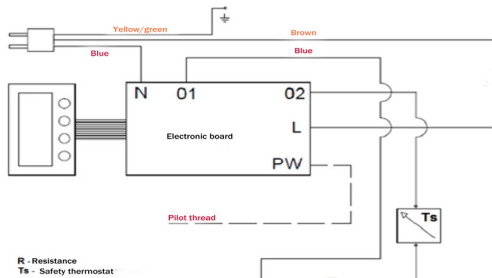 Yellow/green
Brown
Blue
Blue
N
01
02
Electronic board
L
PW
Pilot thread
Ts
R - Resistance
Ts - Safety thermostat